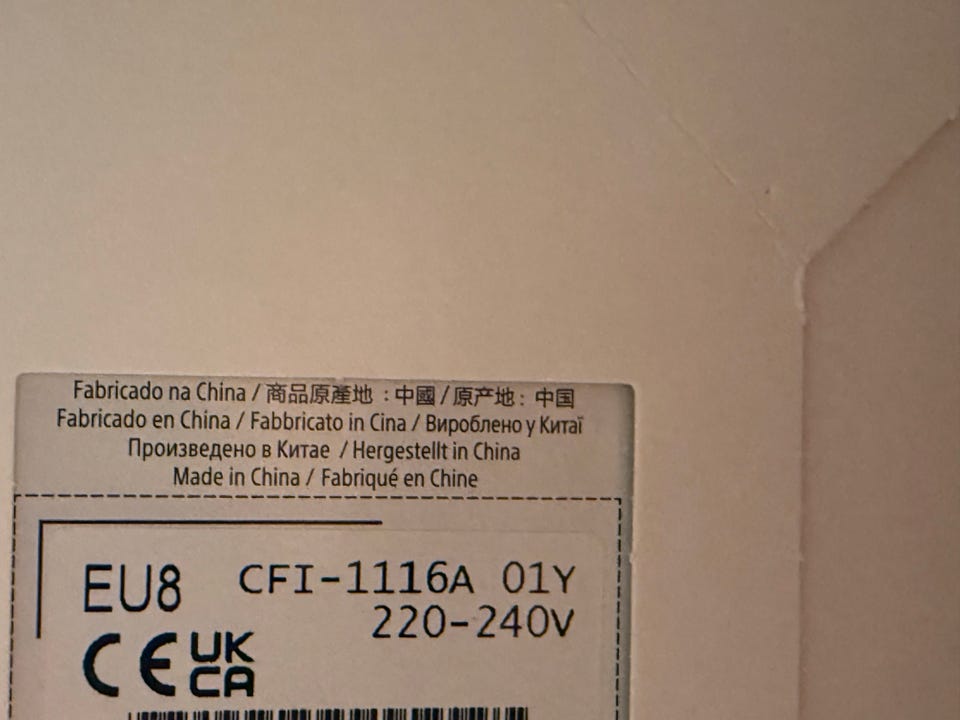 Fabricado na China / 商品原產地：中國 / 原产地：中国
Fabricado en China / Fabbricato in Cina / Вироблено у Китаї
Произведено в Китае / Hergestellt in China
Made in China / Fabriqué en Chine
EU8 CFI-1116A 01Y
220-240V
CE UK
CA